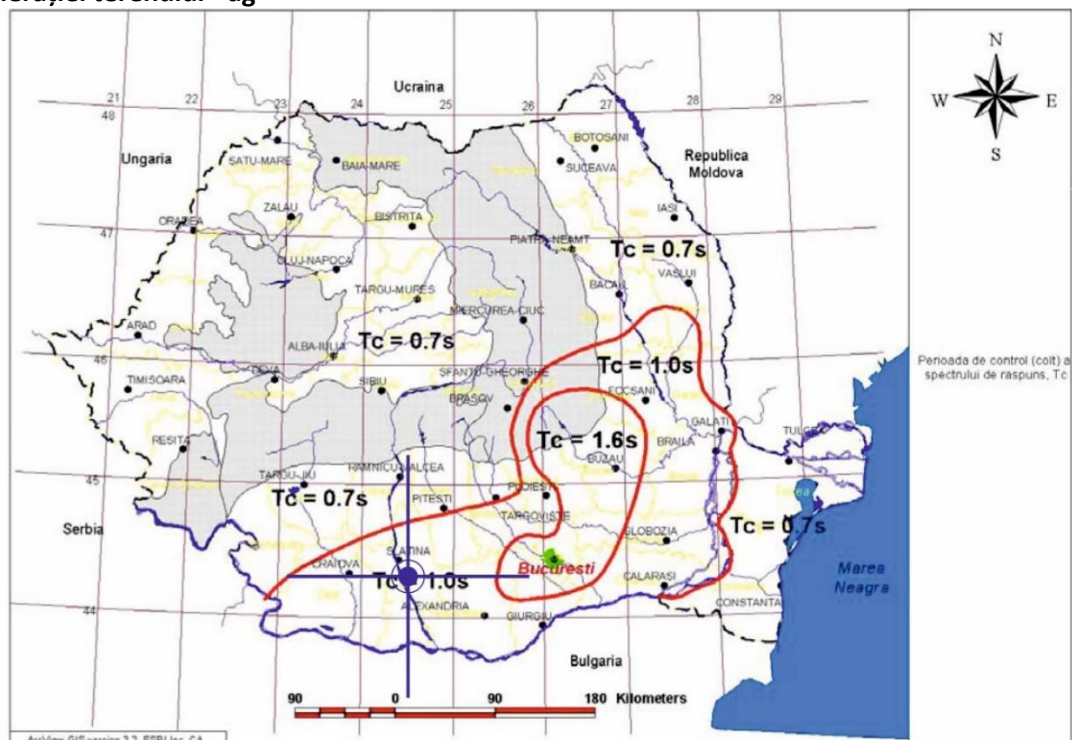 N
W E
S
Ucraina
21 22 23 24 25 26 27 28 29
48
Ungaria
Republica
Moldova
BOTOSANI
SUCEAVA
SATU-MARE
BAIA-MARE
ZALAU
BISTRITA
IASI
ORADEA
47
PIATRA-NEAMT
Tc = 0.7s
CLUJ-NAPOCA
VASLUI
BACAU
TARGU-MURES
MIERCUREA-CIUC
ARAD
Tc = 0.7s
ALBA-IULIA
46
Perioada de control (colt) a
spectrului de raspuns, Tc
Tc = 1.0s
DEVA
SFANTU-GHEORGHE
TIMISOARA
SIBIU
BRASOV
FOCSANI
GALATI
TULCEA
RESITA
Tc = 1.6s
BRAILA
BUZAU
RAMNICU-VALCEA
TARGU-JIU
45
Tc = 0.7s
PITESTI
PLOIESTI
TARGOVISTE
Serbia
Tc = 0.7s
SLOBOZIA
SLATINA
CRAIOVA
Bucuresti
Marea
Neagra
Tc 1.0s
CALARASI
ALEXANDRIA
CONSTANTA
44
GIURGIU
Bulgaria
90 0 90 180 Kilometers